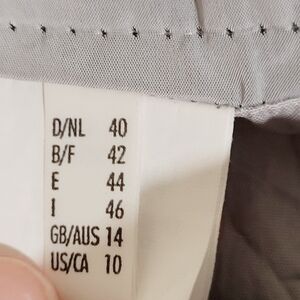 D/NL 40
B/F 42
E 44
I 46
GB/AUS 14
US/CA 10